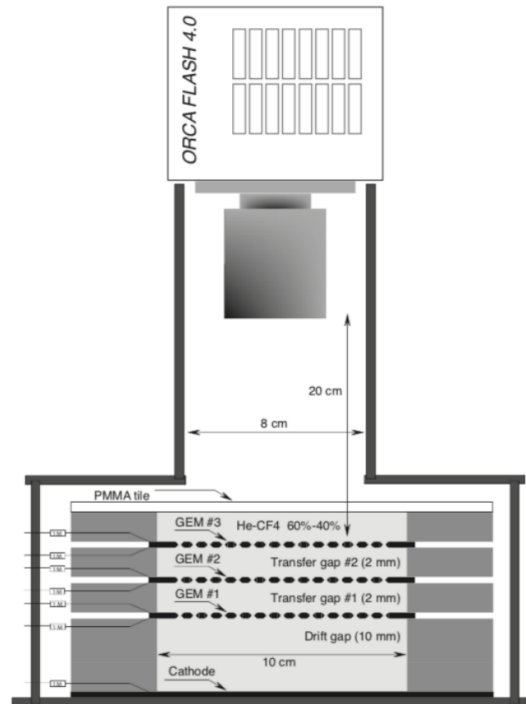 ORCA FLASH 4.0
20 cm
8 cm
PMMA tile
GEM #3 He-CF4 60%-40%
GEM #2 Transfer gap #2 (2 mm)
GEM #1 Transfer gap #1 (2 mm)
Drift gap (10 mm)
10 cm
Cathode